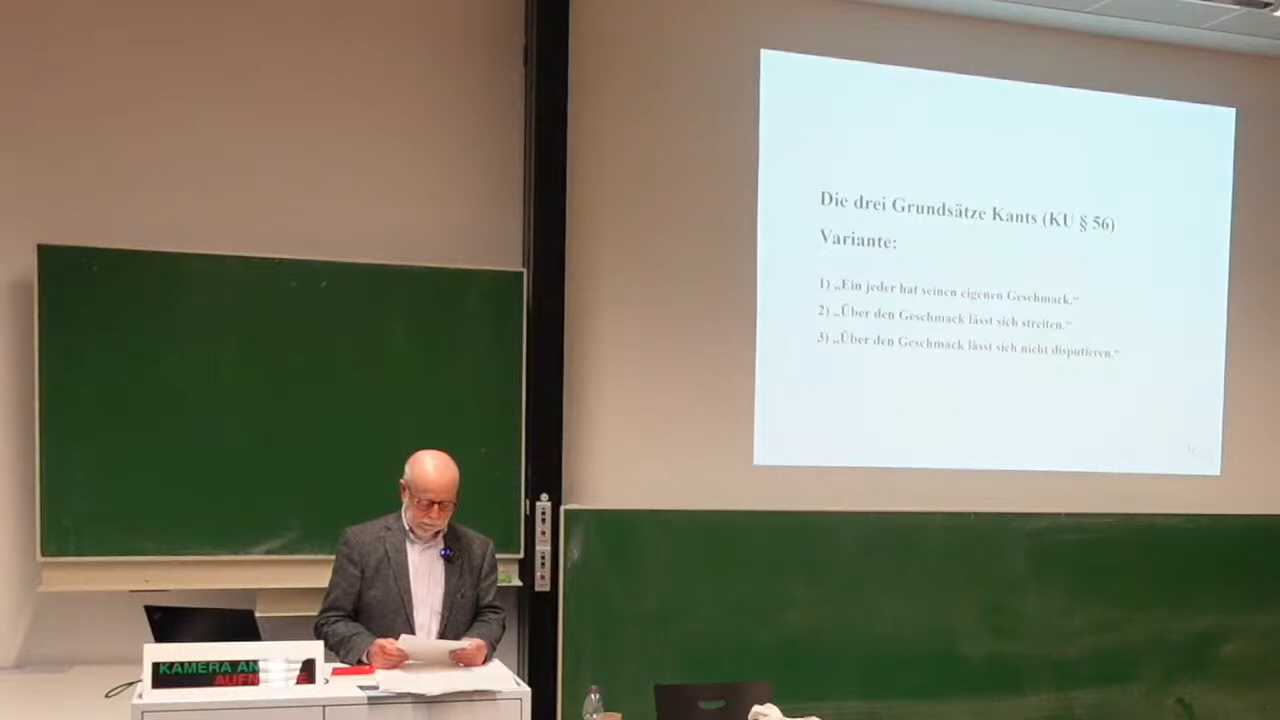 Die drei Grundsätze Kants (KU § 56)
Variante:
1) „Ein jeder hat seinen eigenen Geschmack.“
2) „Über den Geschmack lässt sich streiten.“
3) „Über den Geschmack lässt sich nicht disputieren.“
KAMERA AN